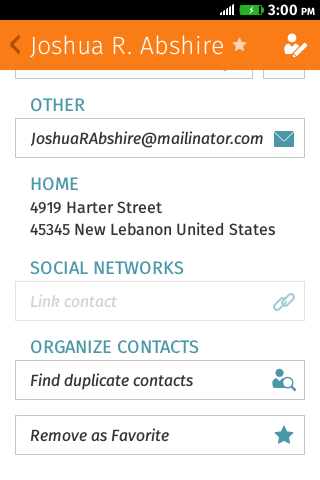 3:00 PM
Joshua R. Abshire
OTHER
JoshuaRAbshire@mailinator.com
HOME
4919 Harter Street
45345 New Lebanon United States
SOCIAL NETWORKS
Link contact
ORGANIZE CONTACTS
Find duplicate contacts
Remove as Favorite